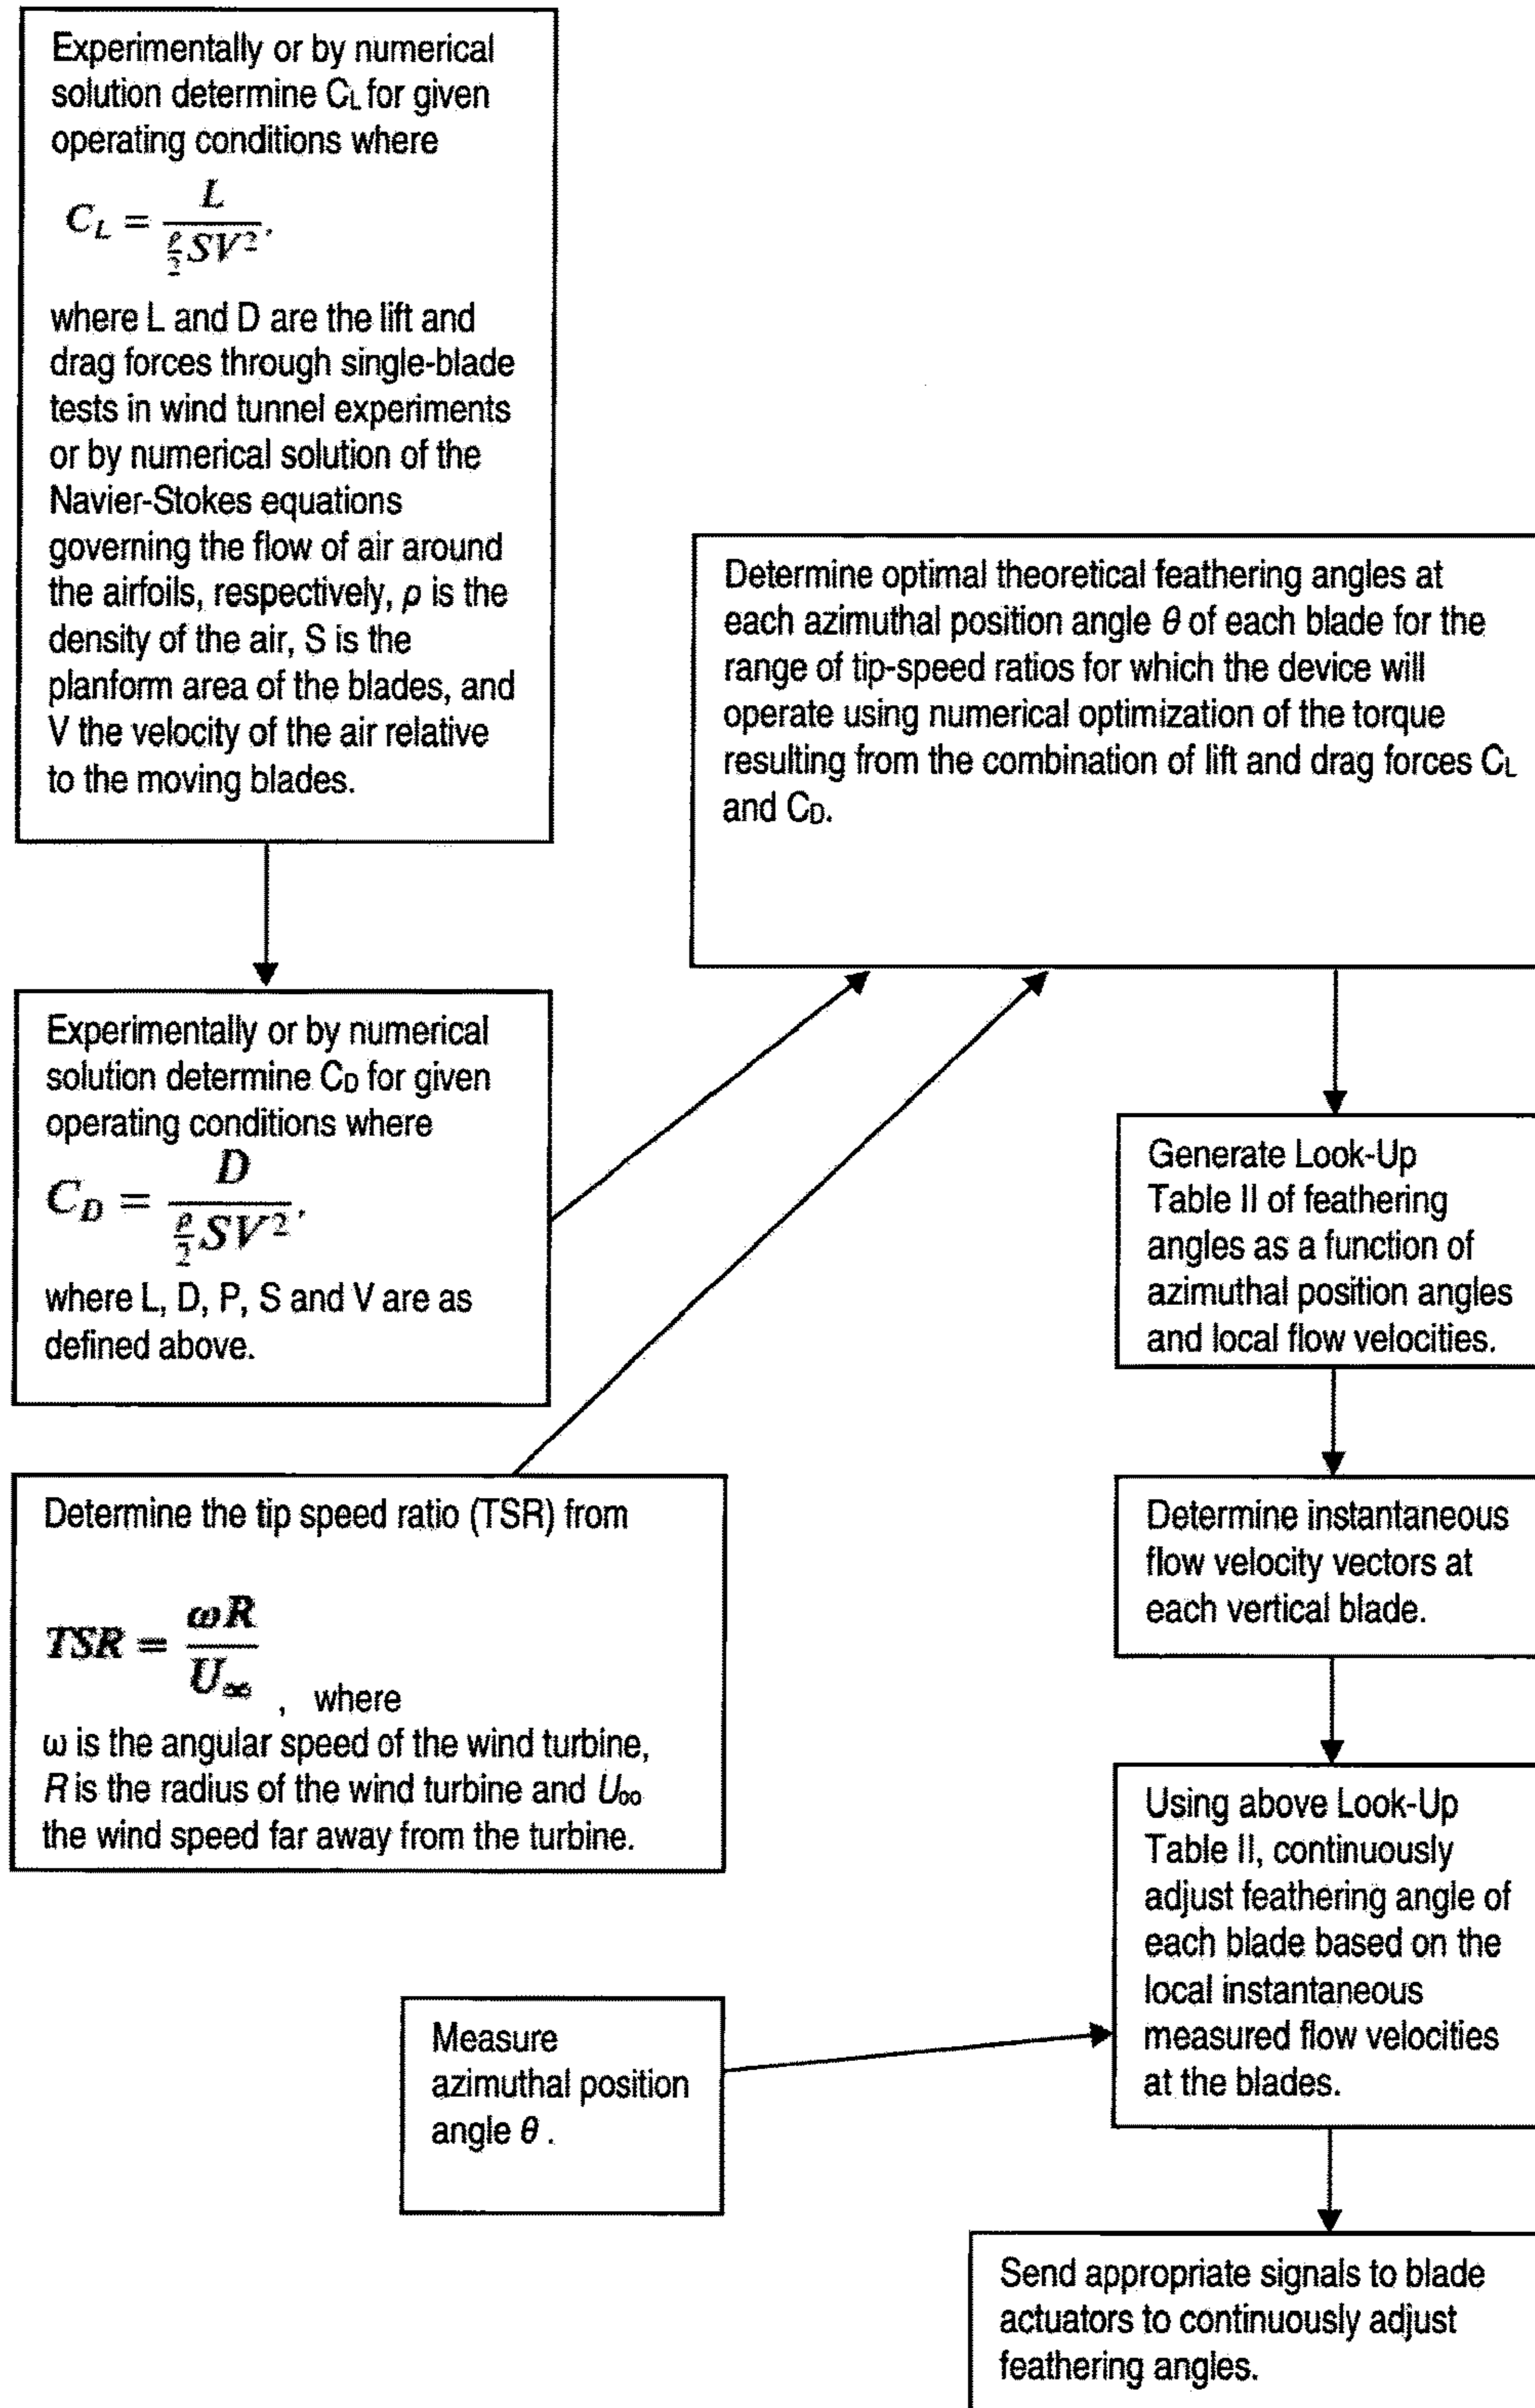 Experimentally or by numerical
solution determine CL for given
operating conditions where
C_L = L / (ρ/2 SV²),
where L and D are the lift and
drag forces through single-blade
tests in wind tunnel experiments
or by numerical solution of the
Navier-Stokes equations
governing the flow of air around
the airfoils, respectively, ρ is the
density of the air, S is the
planform area of the blades, and
V the velocity of the air relative
to the moving blades.
Experimentally or by numerical
solution determine CD for given
operating conditions where
C_D = D / (ρ/2 SV²),
where L, D, P, S and V are as
defined above.
Determine the tip speed ratio (TSR) from
TSR = ωR / U∞ , where
ω is the angular speed of the wind turbine,
R is the radius of the wind turbine and U∞
the wind speed far away from the turbine.
Determine optimal theoretical feathering angles at
each azimuthal position angle θ of each blade for the
range of tip-speed ratios for which the device will
operate using numerical optimization of the torque
resulting from the combination of lift and drag forces CL
and CD.
Generate Look-Up
Table II of feathering
angles as a function of
azimuthal position angles
and local flow velocities.
Determine instantaneous
flow velocity vectors at
each vertical blade.
Using above Look-Up
Table II, continuously
adjust feathering angle of
each blade based on the
local instantaneous
measured flow velocities
at the blades.
Measure
azimuthal position
angle θ .
Send appropriate signals to blade
actuators to continuously adjust
feathering angles.